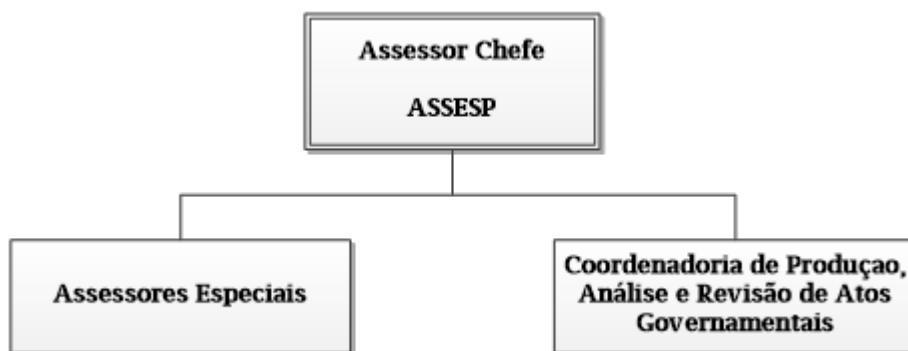 Assessor Chefe
ASSESP
Assessores Especiais
Coordenadoria de Produçao,
Análise e Revisão de Atos
Governamentais